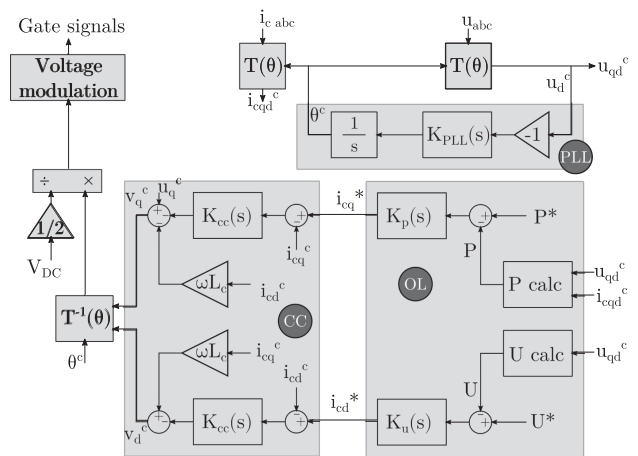 Gate signals
i_c abc
u_abc
Voltage modulation
T(θ)
T(θ)
u_qd^c
i_cqd^c
u_d^c
θ^c
1/s
K_PLL(s)
-1
PLL
÷ ×
v_q^c
u_q^c
i_cq*
K_cc(s)
K_p(s)
P*
1/2
i_cq^c
P
V_DC
ωL_c
i_cd^c
OL
P calc
u_qd^c
i_cqd^c
T⁻¹(θ)
CC
θ^c
ωL_c
i_cq^c
U calc
u_qd^c
i_cd^c
U
i_cd*
v_d^c
K_cc(s)
K_u(s)
U*